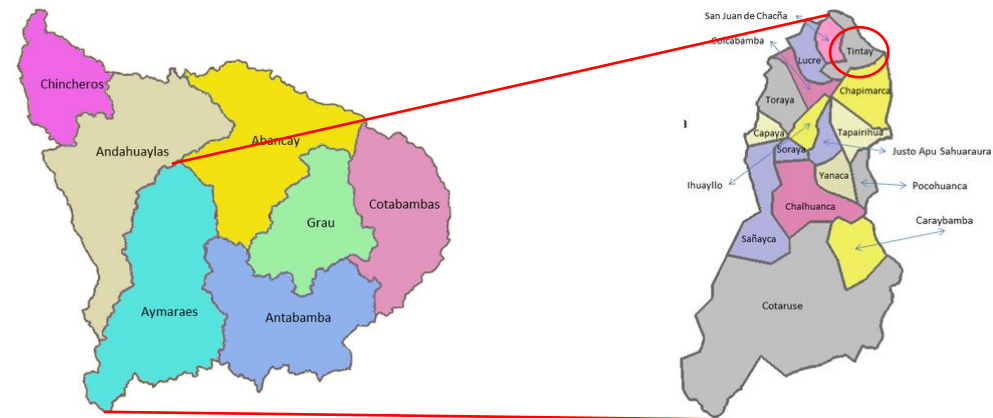 Chincheros
Andahuaylas
Abancay
Grau
Cotabambas
Aymaraes
Antabamba
San Juan de Chacña
Colcabamba
Tintay
Lucre
Chapimarca
Toraya
Capaya
Tapairihua
a
Soraya
Justo Apu Sahuaraura
Yanaca
Ihuayllo
Pocohuanca
Chalhuanca
Caraybamba
Sañayca
Cotaruse